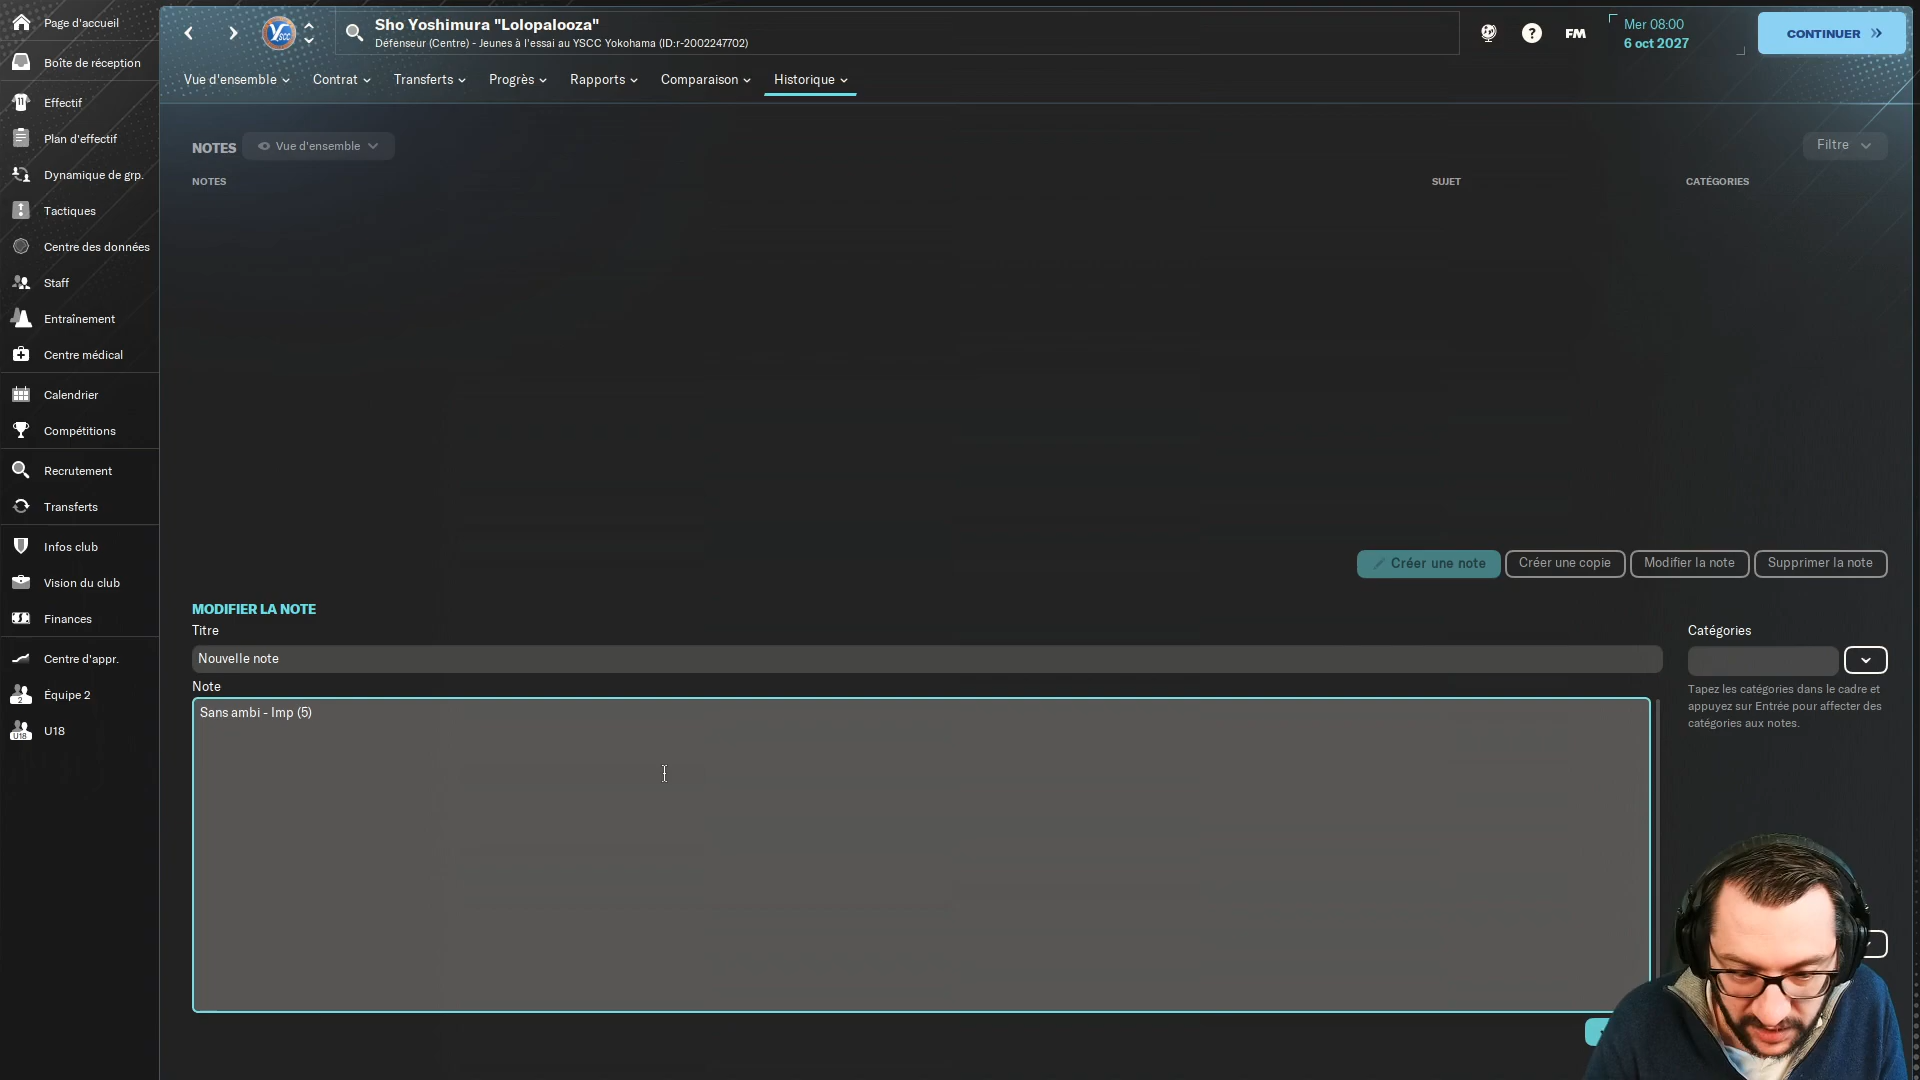 Page d'accueil
Boîte de réception
Effectif
Plan d'effectif
Dynamique de grp.
Tactiques
Centre des données
Staff
Entraînement
Centre médical
Calendrier
Compétitions
Recrutement
Transferts
Infos club
Vision du club
Finances
Centre d'appr.
Équipe 2
U18
Sho Yoshimura "Lolopalooza"
Défenseur (Centre) - Jeunes à l'essai au YSCC Yokohama (ID:r-2002247702)
FM
Mer 08:00
6 oct 2027
CONTINUER
Vue d'ensemble
Contrat
Transferts
Progrès
Rapports
Comparaison
Historique
NOTES
Vue d'ensemble
Filtre
NOTES
SUJET
CATÉGORIES
Créer une note
Créer une copie
Modifier la note
Supprimer la note
MODIFIER LA NOTE
Titre
Nouvelle note
Note
Sans ambi - Imp (5)
Catégories
Tapez les catégories dans le cadre et
appuyez sur Entrée pour affecter des
catégories aux notes.